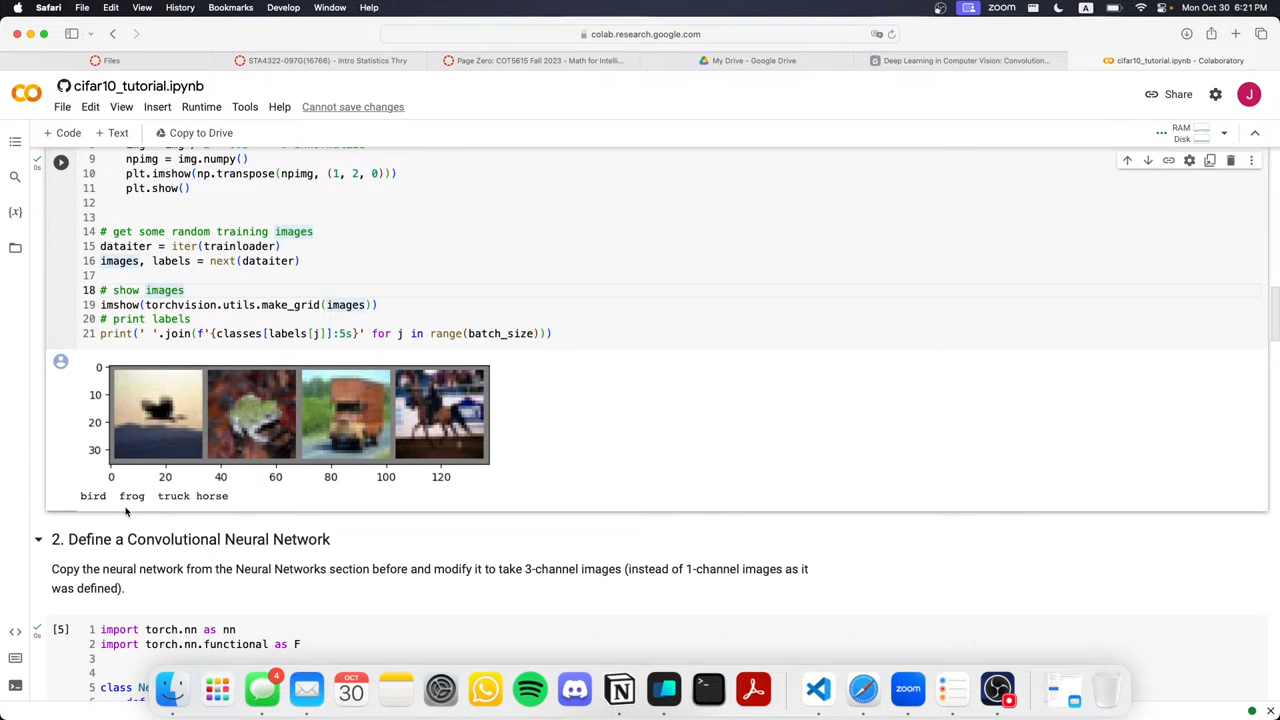 Safari File Edit View History Bookmarks Develop Window Help zoom A Mon Oct 30 6:21 PM
colab.research.google.com
Files STA4322-097G(16766) - Intro Statistics Thry Page Zero: COT5615 Fall 2023 - Math for Intelli... My Drive - Google Drive Deep Learning in Computer Vision: Convolution... cifar10_tutorial.ipynb - Colaboratory
cifar10_tutorial.ipynb
File Edit View Insert Runtime Tools Help Cannot save changes
Share J
+ Code + Text Copy to Drive
RAM
Disk
0s
9 npimg = img.numpy()
10 plt.imshow(np.transpose(npimg, (1, 2, 0)))
11 plt.show()
12
13
14 # get some random training images
15 dataiter = iter(trainloader)
16 images, labels = next(dataiter)
17
18 # show images
19 imshow(torchvision.utils.make_grid(images))
20 # print labels
21 print(' '.join(f'{classes[labels[j]]:5s}' for j in range(batch_size)))
0
10
20
30
0 20 40 60 80 100 120
bird frog truck horse
2. Define a Convolutional Neural Network
Copy the neural network from the Neural Networks section before and modify it to take 3-channel images (instead of 1-channel images as it
was defined).
0s
[5] 1 import torch.nn as nn
2 import torch.nn.functional as F
3
4
5 class Ne
4
OCT
30
zoom